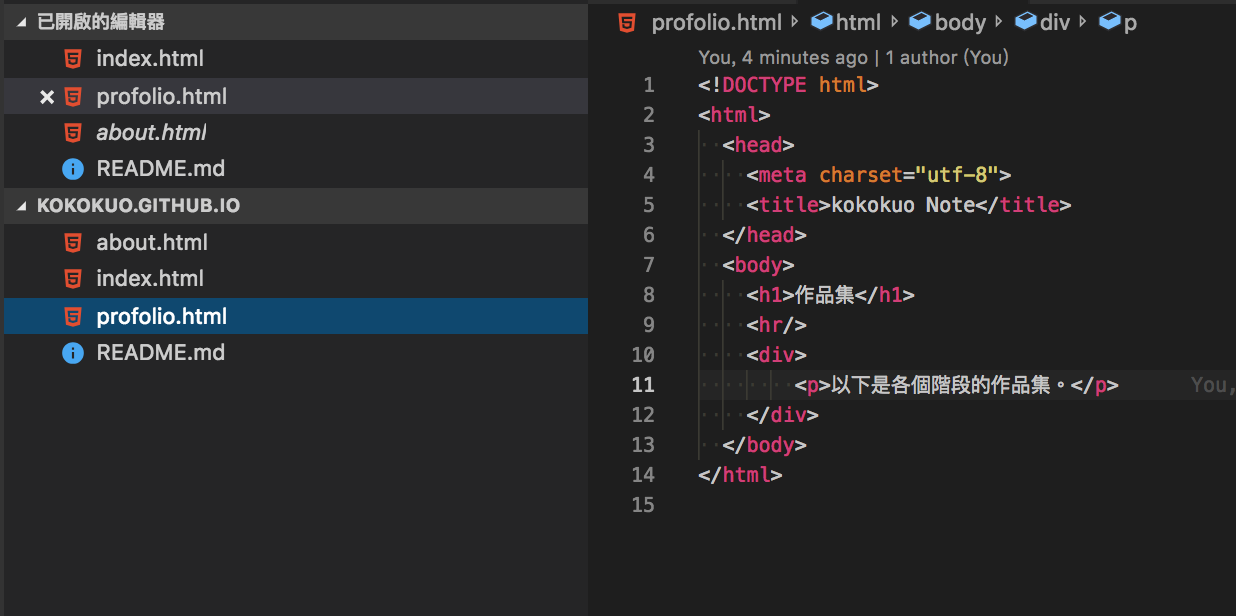 已開啟的編輯器
index.html
profolio.html
about.html
README.md
KOKOKUO.GITHUB.IO
about.html
index.html
profolio.html
README.md
profolio.html html body div p
You, 4 minutes ago | 1 author (You)
1 <!DOCTYPE html>
2 <html>
3 <head>
4 <meta charset="utf-8">
5 <title>kokokuo Note</title>
6 </head>
7 <body>
8 <h1>作品集</h1>
9 <hr/>
10 <div>
11 <p>以下是各個階段的作品集。</p> You,
12 </div>
13 </body>
14 </html>
15